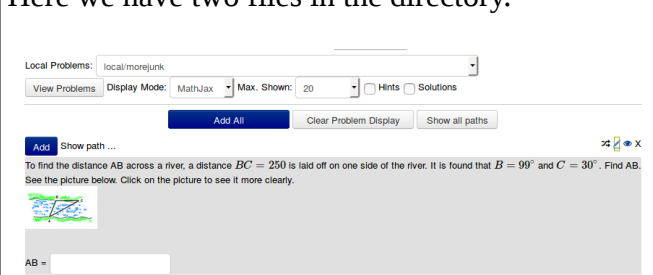 Here we have two files in the directory.
Local Problems: local/morejunk
View Problems Display Mode: MathJax Max. Shown: 20 Hints Solutions
Add All Clear Problem Display Show all paths
Add Show path ... X
To find the distance AB across a river, a distance BC = 250 is laid off on one side of the river. It is found that B = 99° and C = 30°. Find AB.
See the picture below. Click on the picture to see it more clearly.
AB =